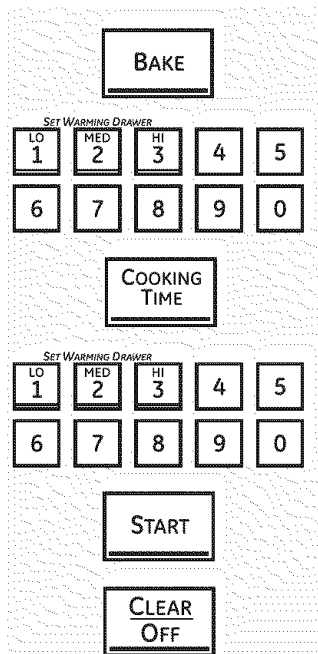 BAKE
SET WARMING DRAWER
LO MED HI
1 2 3 4 5
6 7 8 9 0
COOKING
TIME
SET WARMING DRAWER
LO MED HI
1 2 3 4 5
6 7 8 9 0
START
CLEAR
OFF